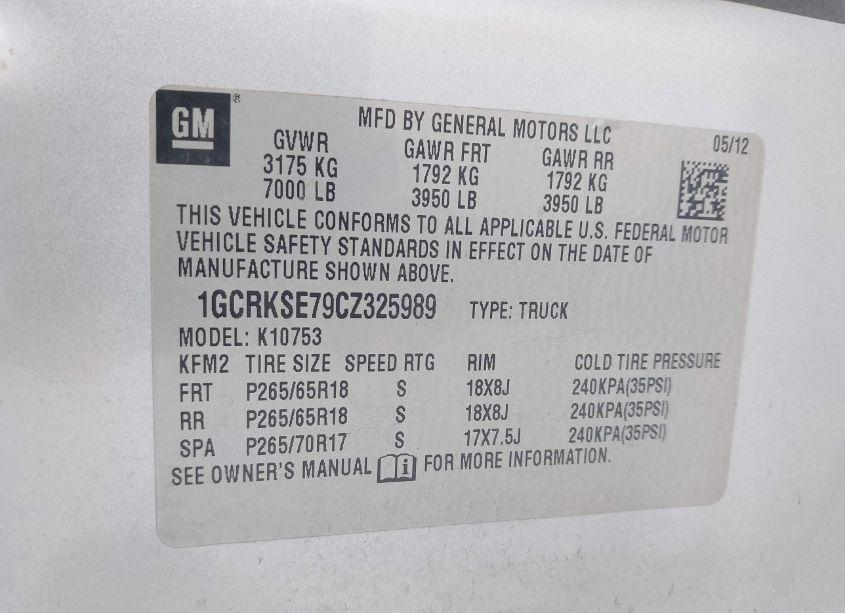 GM ®
MFD BY GENERAL MOTORS LLC 05/12
GVWR GAWR FRT GAWR RR
3175 KG 1792 KG 1792 KG
7000 LB 3950 LB 3950 LB
THIS VEHICLE CONFORMS TO ALL APPLICABLE U.S. FEDERAL MOTOR
VEHICLE SAFETY STANDARDS IN EFFECT ON THE DATE OF
MANUFACTURE SHOWN ABOVE.
1GCRKSE79CZ325989 TYPE: TRUCK
MODEL: K10753
KFM2 TIRE SIZE SPEED RTG RIM COLD TIRE PRESSURE
FRT P265/65R18 S 18X8J 240KPA(35PSI)
RR P265/65R18 S 18X8J 240KPA(35PSI)
SPA P265/70R17 S 17X7.5J 240KPA(35PSI)
SEE OWNER'S MANUAL i FOR MORE INFORMATION.